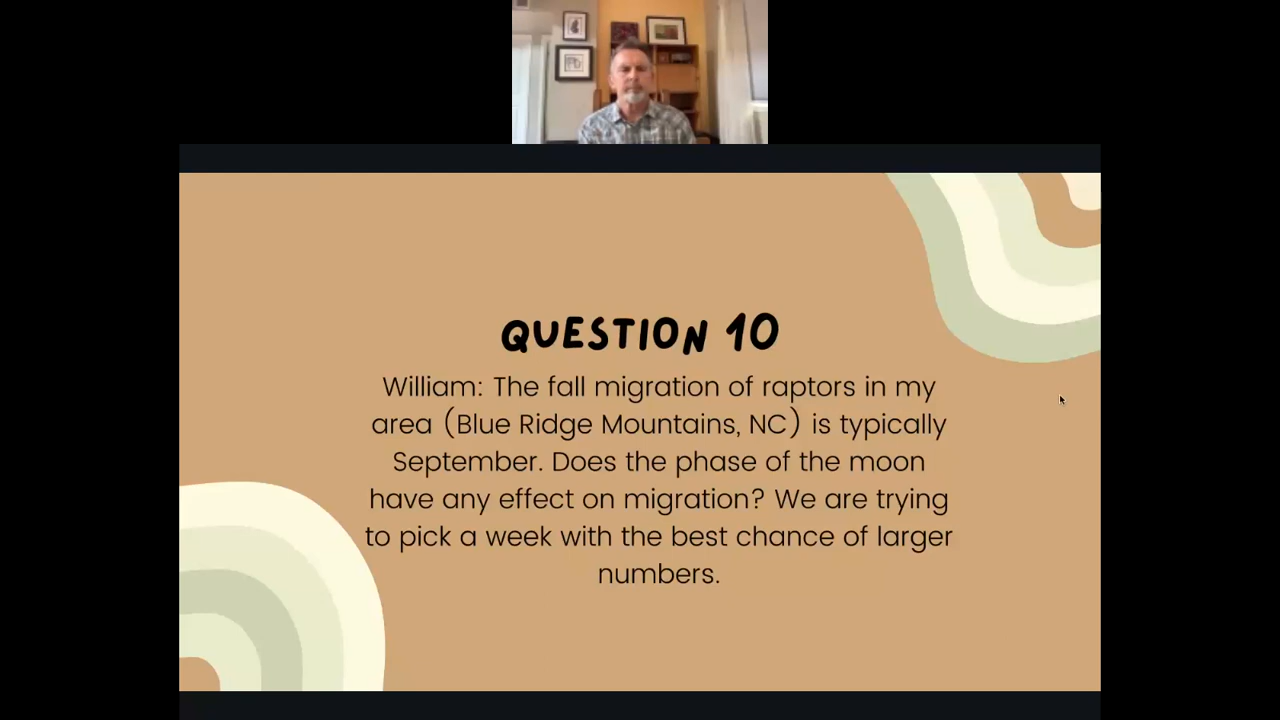 QUESTION 10
William: The fall migration of raptors in my
area (Blue Ridge Mountains, NC) is typically
September. Does the phase of the moon
have any effect on migration? We are trying
to pick a week with the best chance of larger
numbers.